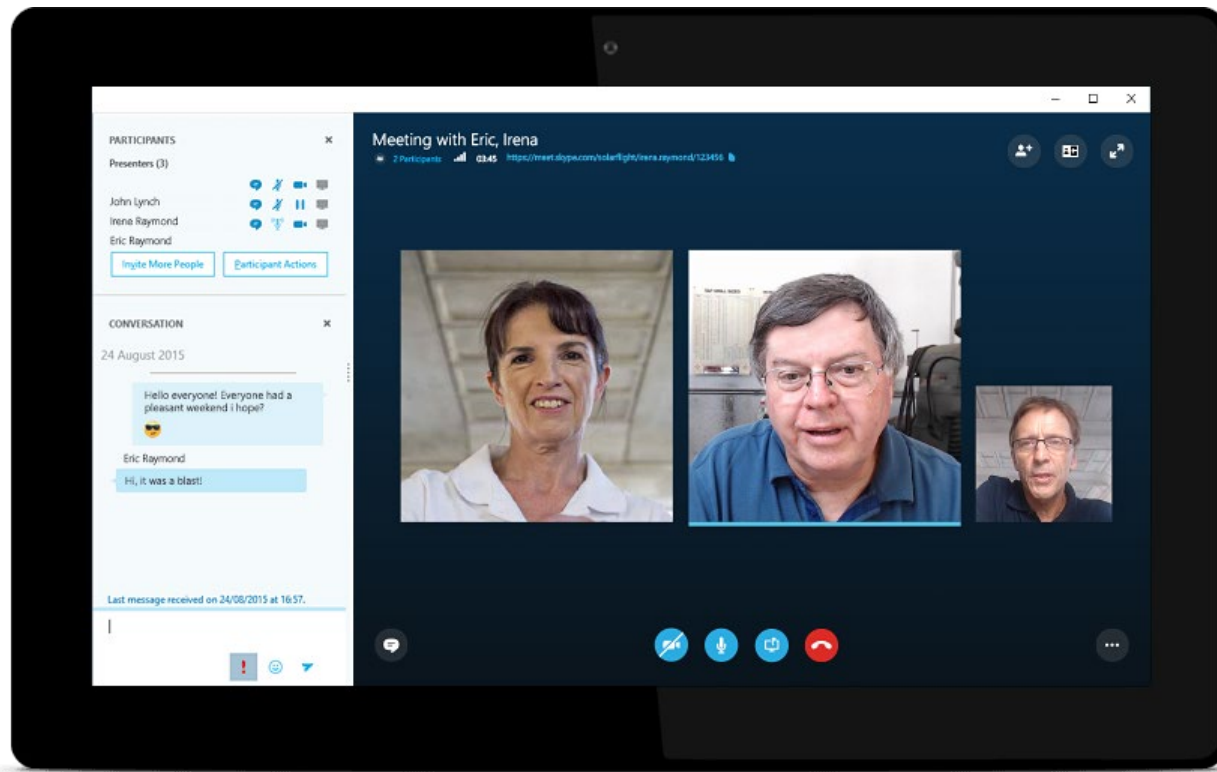 PARTICIPANTS
Presenters (3)
John Lynch
Irene Raymond
Eric Raymond
Invite More People
Participant Actions
CONVERSATION
24 August 2015
Hello everyone! Everyone had a
pleasant weekend i hope?
Eric Raymond
Hi, it was a blast!
Last message received on 24/08/2015 at 16:57.
Meeting with Eric, Irena
2 Participants 03:45 https://meet.skype.com/solarflight/irena.raymond/123456